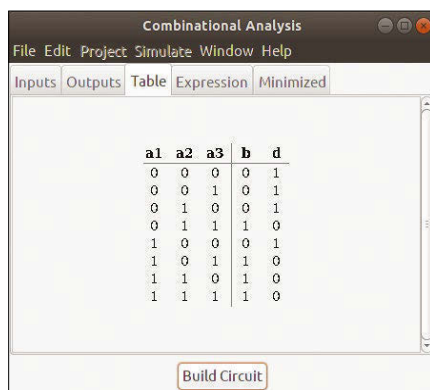 Combinational Analysis
File Edit Project Simulate Window Help
Inputs Outputs Table Expression Minimized
a1 a2 a3 b d
0 0 0 0 1
0 0 1 0 1
0 1 0 0 1
0 1 1 1 0
1 0 0 0 1
1 0 1 1 0
1 1 0 1 0
1 1 1 1 0
Build Circuit